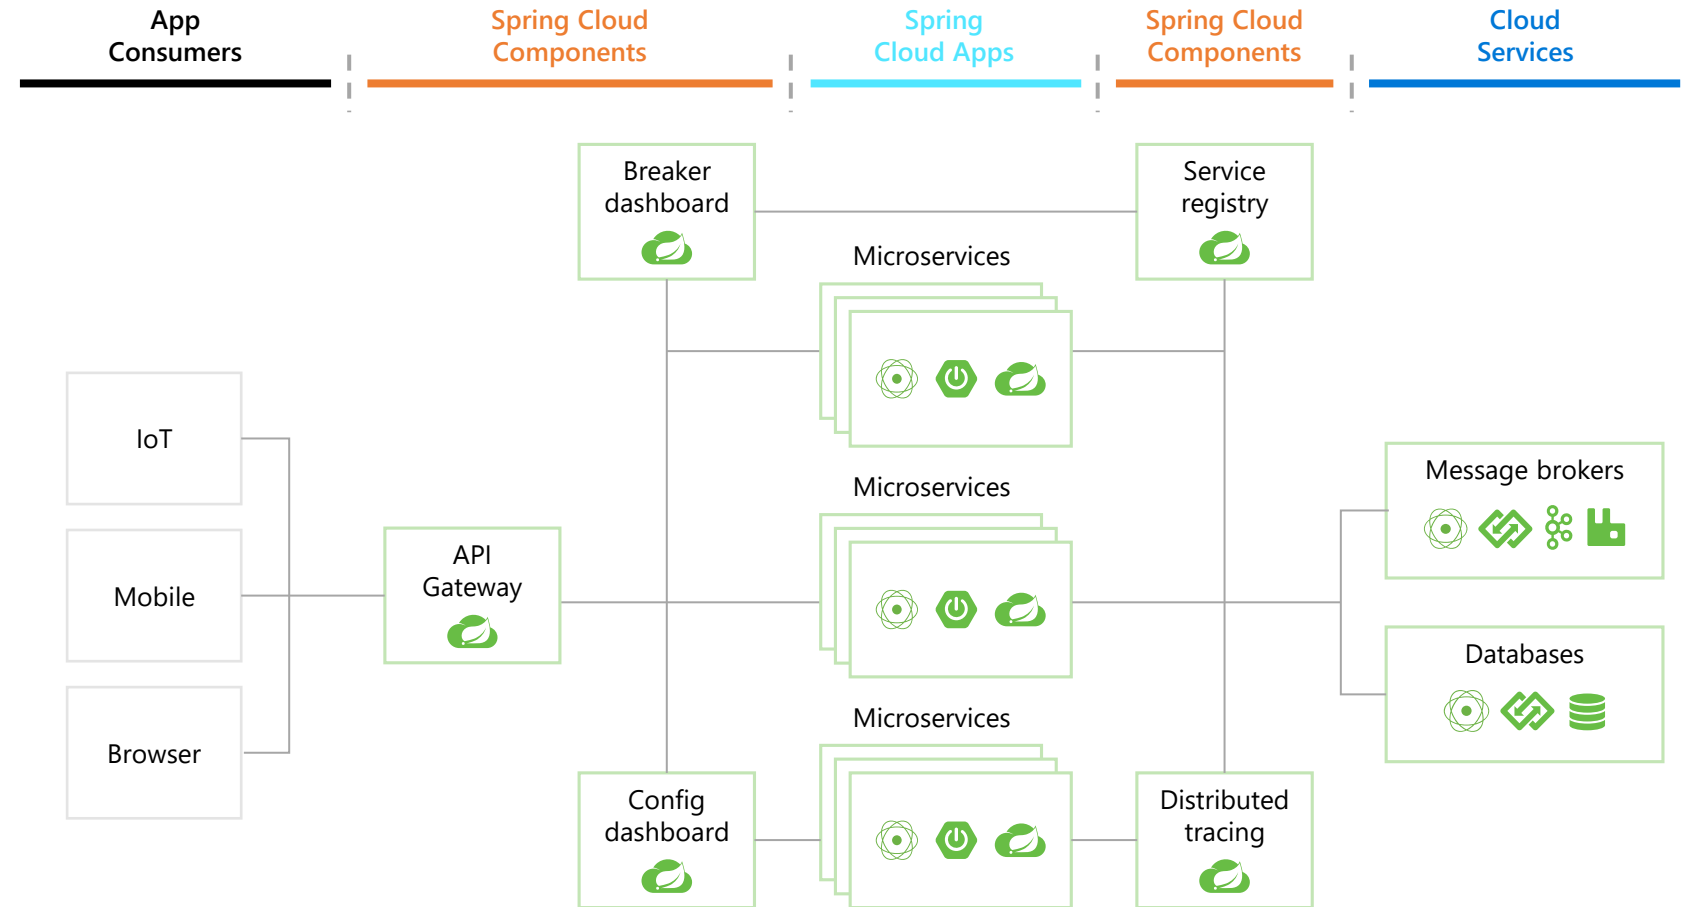 App
Consumers
Spring Cloud
Components
Spring
Cloud Apps
Spring Cloud
Components
Cloud
Services
Breaker
dashboard
Service
registry
Microservices
IoT
Mobile
Browser
API
Gateway
Microservices
Message brokers
Databases
Microservices
Config
dashboard
Distributed
tracing